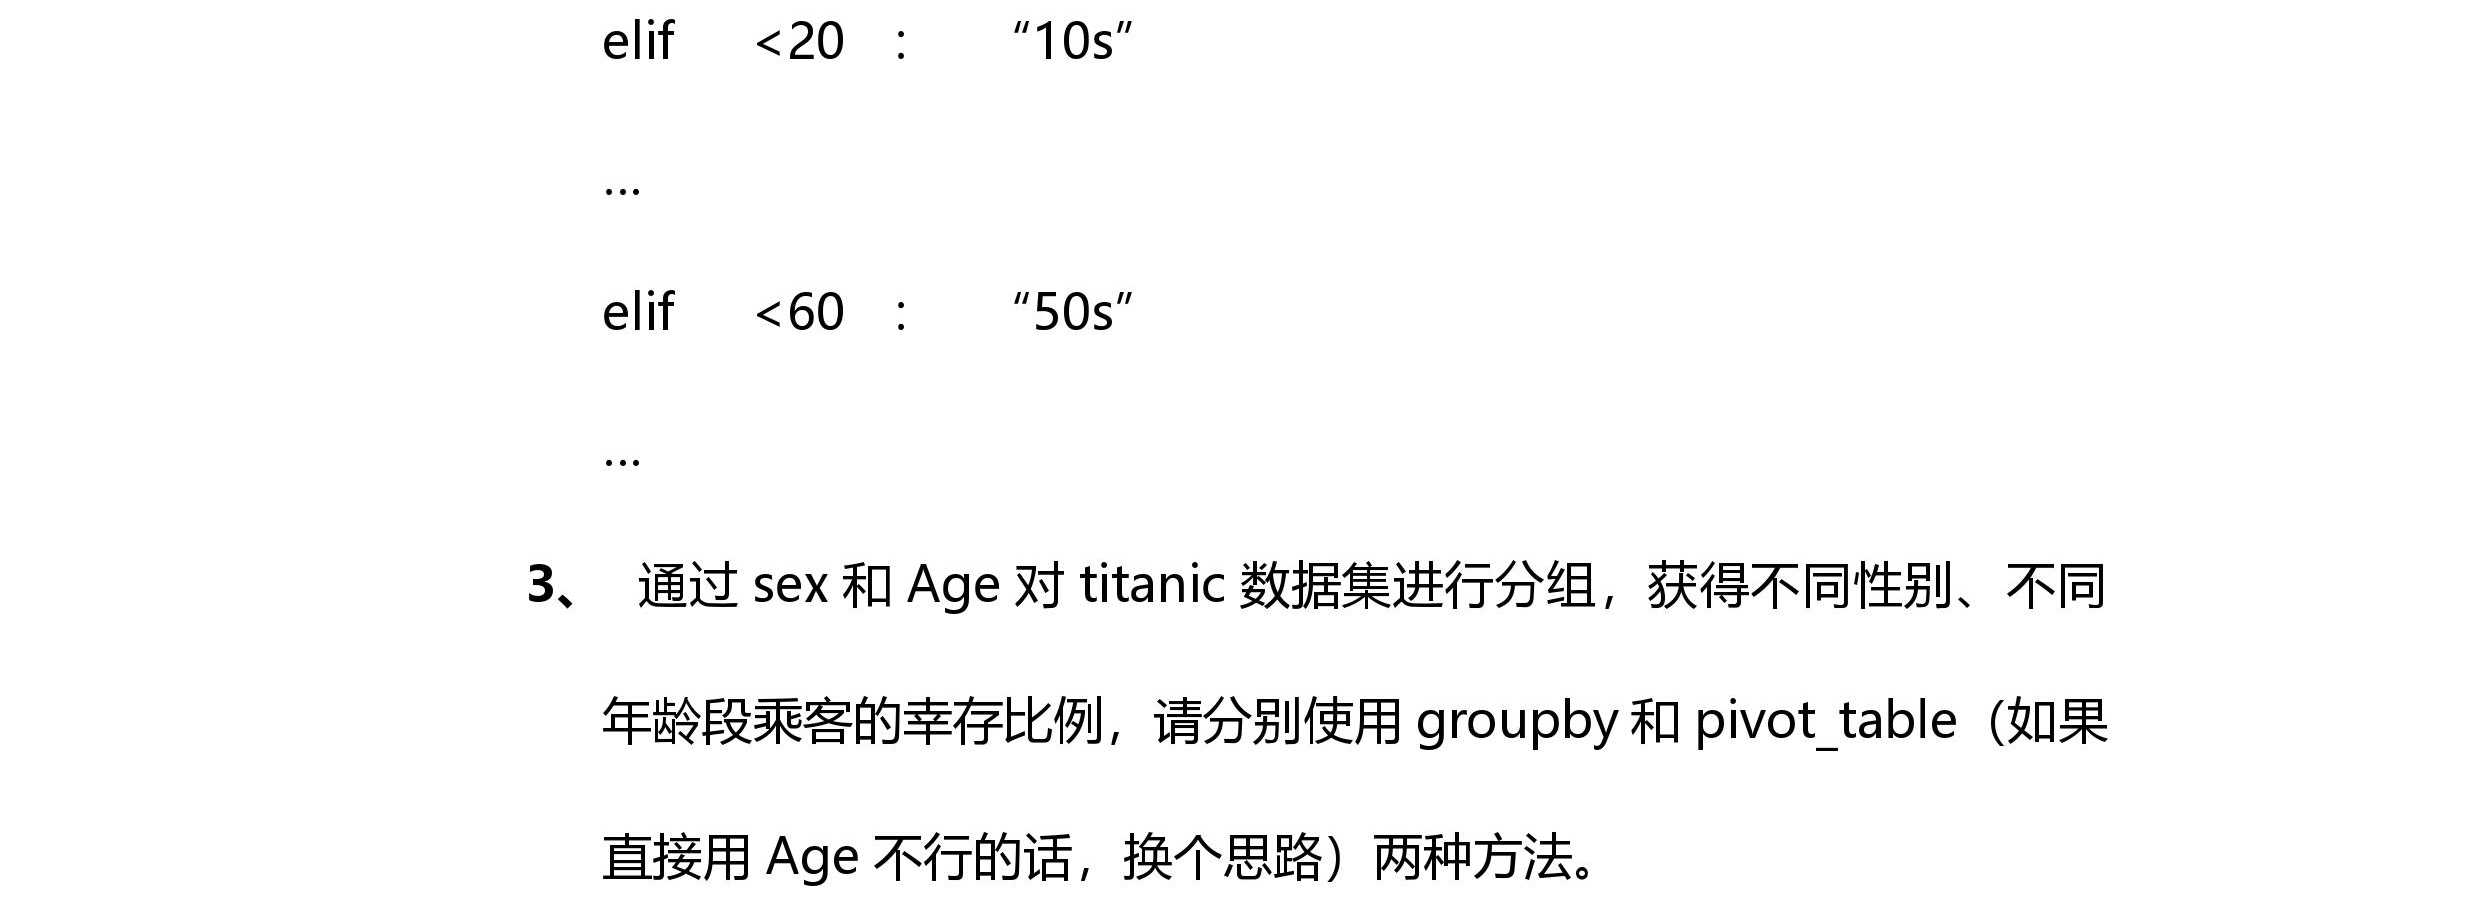 elif <20 : “10s”
…
elif <60 : “50s”
…
3、 通过 sex 和 Age 对 titanic 数据集进行分组，获得不同性别、不同
年龄段乘客的幸存比例，请分别使用 groupby 和 pivot_table（如果
直接用 Age 不行的话，换个思路）两种方法。